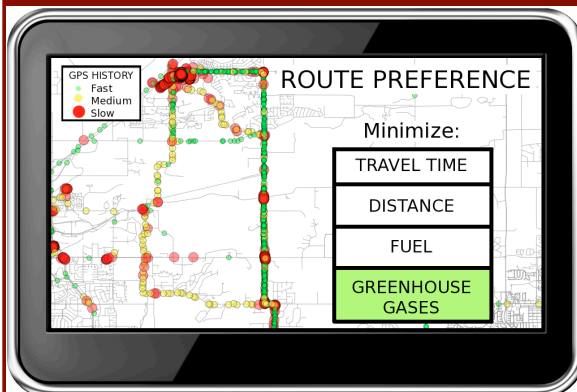 GPS HISTORY
Fast
Medium
Slow
ROUTE PREFERENCE
Minimize:
TRAVEL TIME
DISTANCE
FUEL
GREENHOUSE
GASES